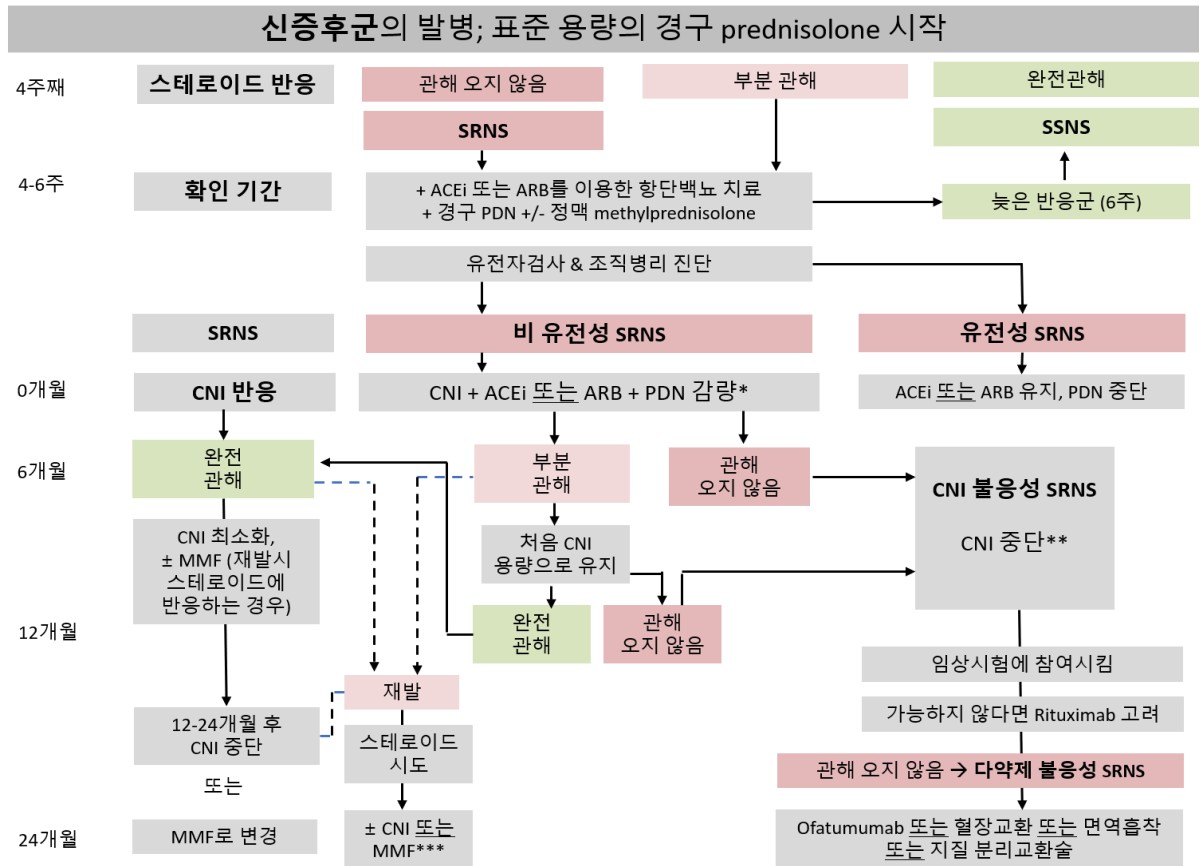 신증후군의 발병; 표준 용량의 경구 prednisolone 시작
4주째
스테로이드 반응
관해 오지 않음
부분 관해
완전관해
SRNS
SSNS
4-6주
확인 기간
+ ACEi 또는 ARB를 이용한 항단백뇨 치료
+ 경구 PDN +/- 정맥 methylprednisolone
늦은 반응군 (6주)
유전자검사 & 조직병리 진단
SRNS
비 유전성 SRNS
유전성 SRNS
0개월
CNI 반응
CNI + ACEi 또는 ARB + PDN 감량*
ACEi 또는 ARB 유지, PDN 중단
6개월
완전
관해
부분
관해
관해
오지 않음
CNI 불응성 SRNS
CNI 중단**
CNI 최소화,
± MMF (재발시
스테로이드에
반응하는 경우)
처음 CNI
용량으로 유지
12개월
완전
관해
관해
오지 않음
임상시험에 참여시킴
재발
가능하지 않다면 Rituximab 고려
12-24개월 후
CNI 중단
스테로이드
시도
관해 오지 않음 → 다약제 불응성 SRNS
또는
24개월
MMF로 변경
± CNI 또는
MMF***
Ofatumumab 또는 혈장교환 또는 면역흡착
또는 지질 분리교환술